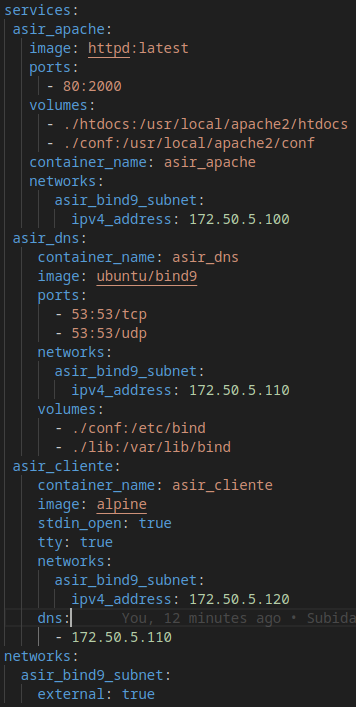 services:
 asir_apache:
   image: httpd:latest
   ports:
     - 80:2000
   volumes:
     - ./htdocs:/usr/local/apache2/htdocs
     - ./conf:/usr/local/apache2/conf
   container_name: asir_apache
   networks:
      asir_bind9_subnet:
        ipv4_address: 172.50.5.100
 asir_dns:
    container_name: asir_dns
    image: ubuntu/bind9
    ports:
      - 53:53/tcp
      - 53:53/udp
    networks:
      asir_bind9_subnet:
        ipv4_address: 172.50.5.110
    volumes:
      - ./conf:/etc/bind
      - ./lib:/var/lib/bind
 asir_cliente:
    container_name: asir_cliente
    image: alpine
    stdin_open: true
    tty: true
    networks:
      asir_bind9_subnet:
        ipv4_address: 172.50.5.120
    dns:      You, 12 minutes ago • Subida
      - 172.50.5.110
networks:
  asir_bind9_subnet:
    external: true